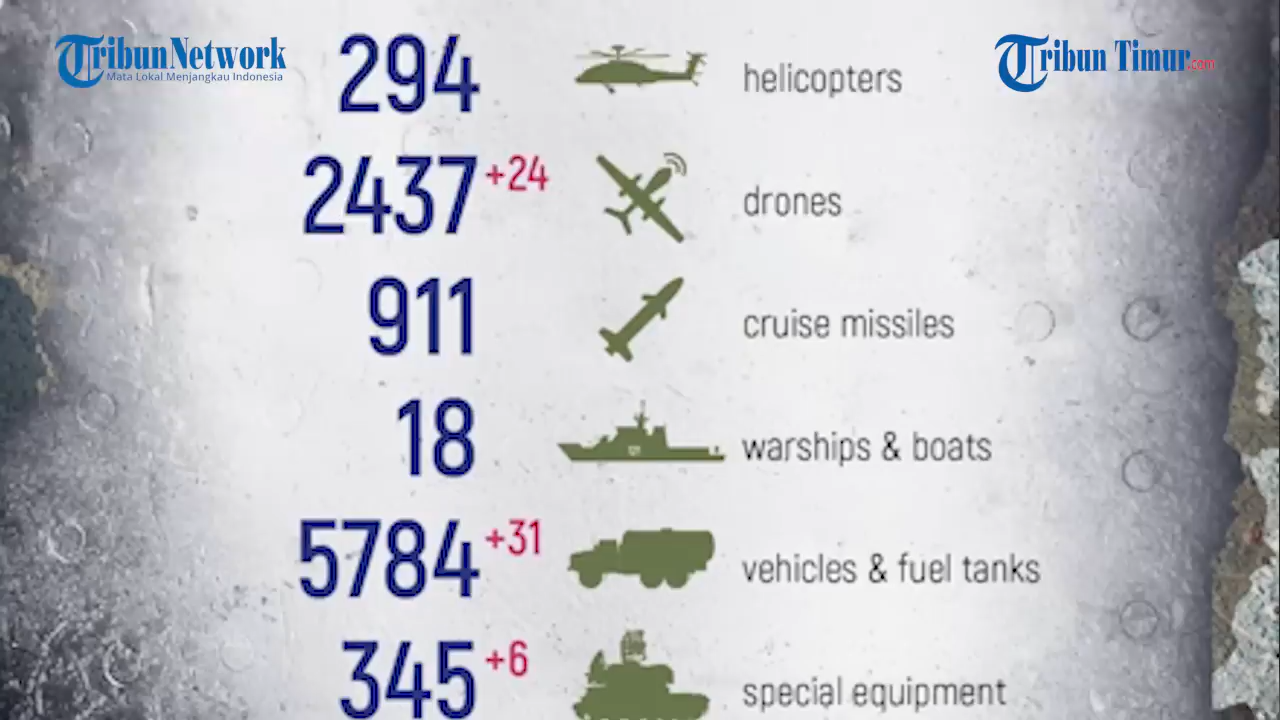 TribunNetwork
Mata Lokal Menjangkau Indonesia
Tribun Timur.com
294 helicopters
2437 +24 drones
911 cruise missiles
18 warships & boats
5784 +31 vehicles & fuel tanks
345 +6 special equipment